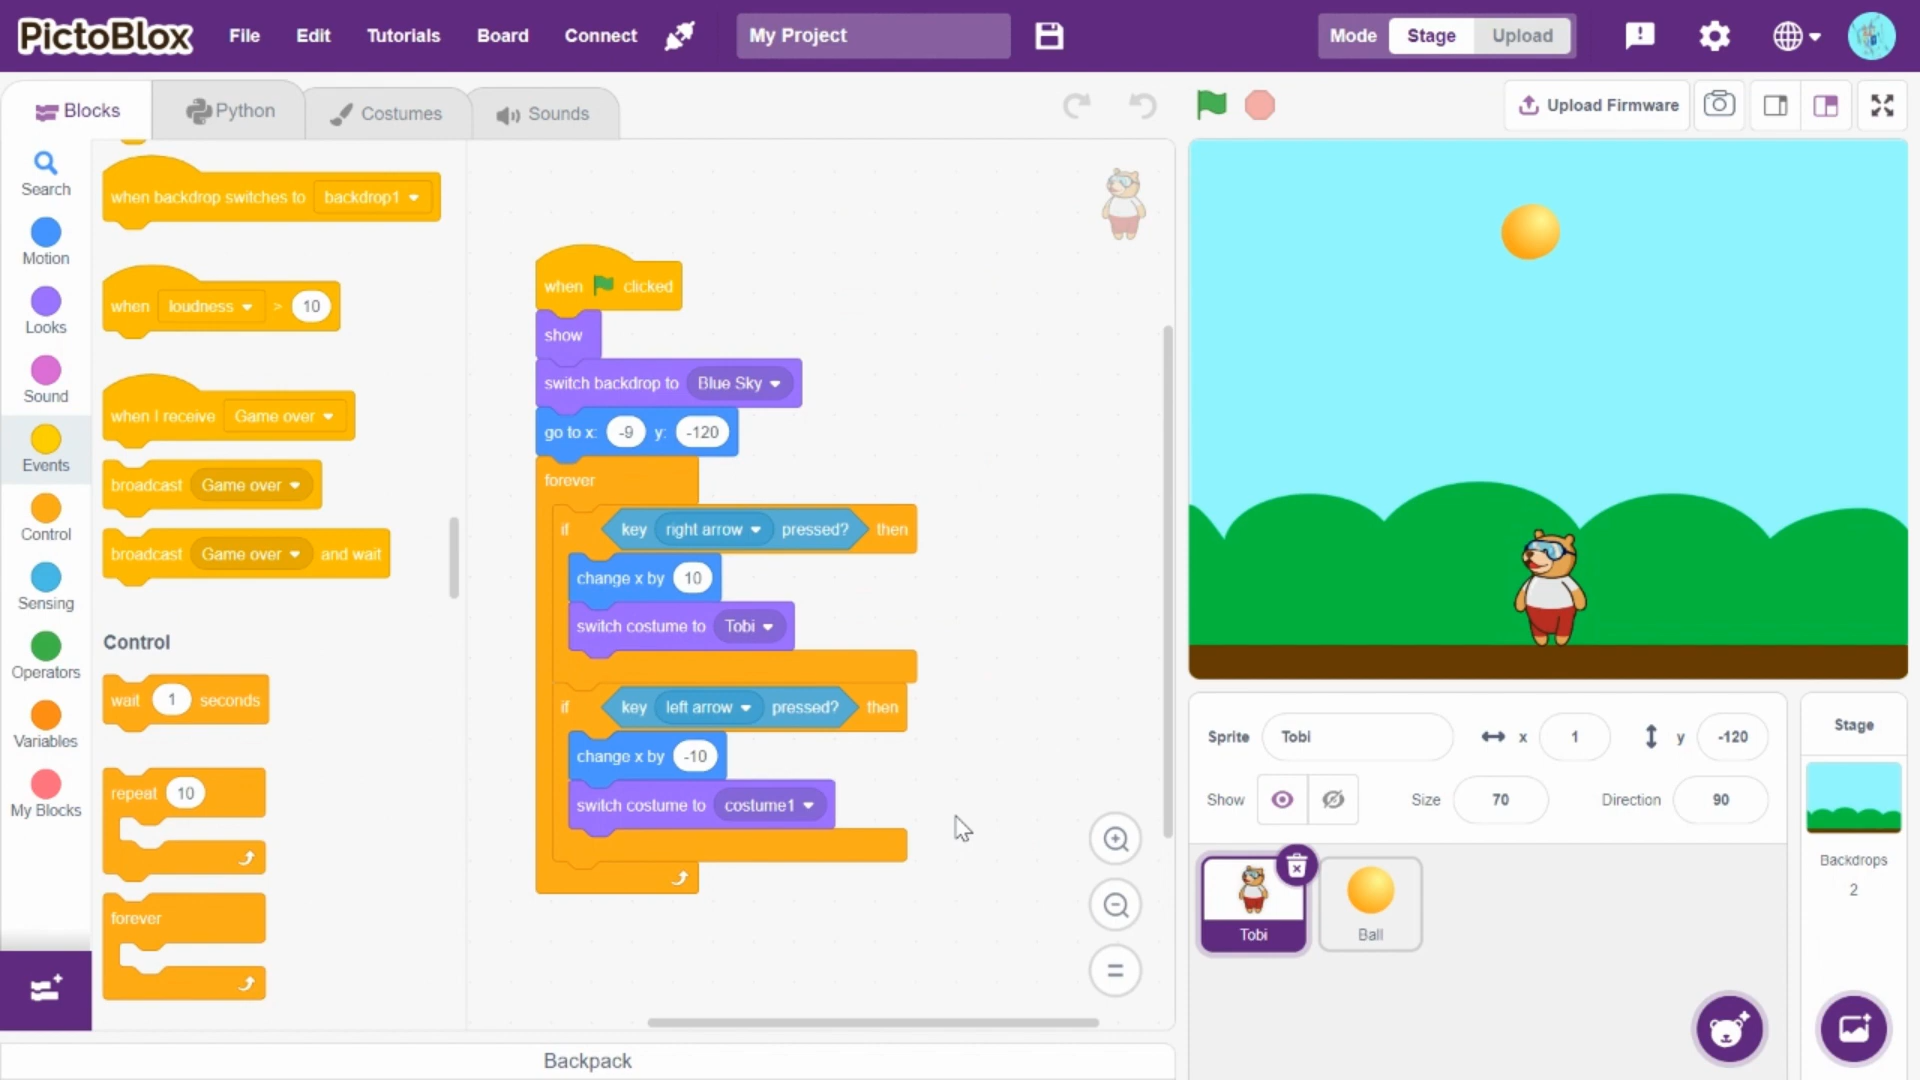 PictoBlox File Edit Tutorials Board Connect My Project Mode Stage Upload
Blocks Python Costumes Sounds Upload Firmware
Search
Motion
Looks
Sound
Events
Control
Sensing
Operators
Variables
My Blocks
when backdrop switches to backdrop1
when loudness > 10
when I receive Game over
broadcast Game over
broadcast Game over and wait
Control
wait 1 seconds
repeat 10
forever
when clicked
show
switch backdrop to Blue Sky
go to x: -9 y: -120
forever
if key right arrow pressed? then
change x by 10
switch costume to Tobi
if key left arrow pressed? then
change x by -10
switch costume to costume1
Sprite Tobi x 1 y -120
Show Size 70 Direction 90
Tobi
Ball
Stage
Backdrops
2
Backpack